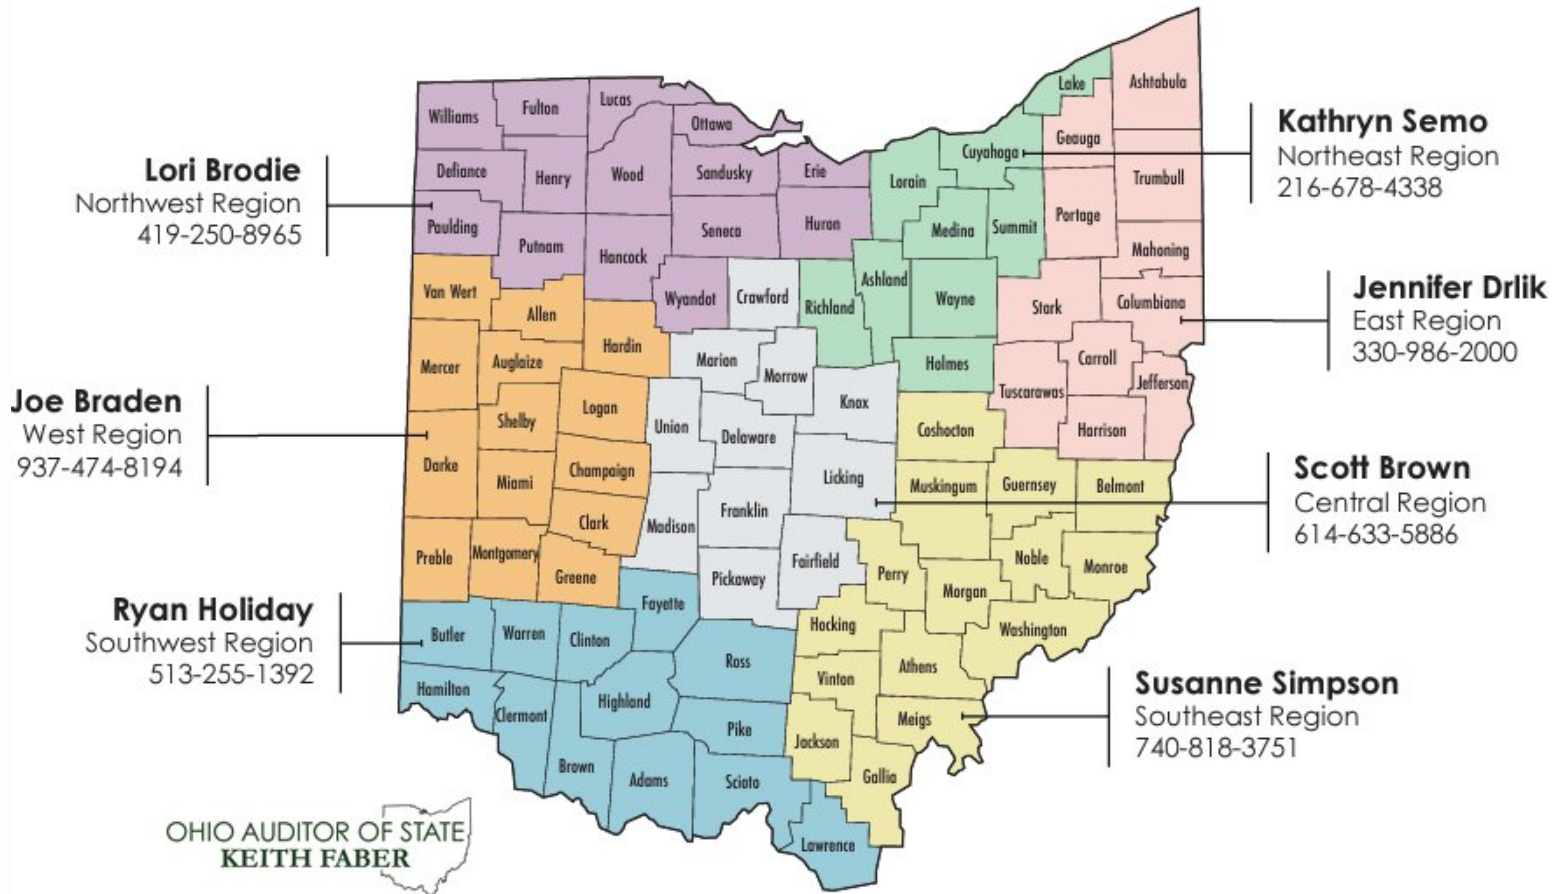 Lori Brodie
Northwest Region
419-250-8965
Joe Braden
West Region
937-474-8194
Ryan Holiday
Southwest Region
513-255-1392
Kathryn Semo
Northeast Region
216-678-4338
Jennifer Drlik
East Region
330-986-2000
Scott Brown
Central Region
614-633-5886
Susanne Simpson
Southeast Region
740-818-3751
Williams
Fulton
Lucas
Ottawa
Defiance
Henry
Wood
Sandusky
Erie
Paulding
Putnam
Hancock
Seneca
Huron
Wyandot
Lake
Ashtabula
Geauga
Cuyahoga
Lorain
Trumbull
Portage
Medina
Summit
Mahoning
Ashland
Wayne
Richland
Crawford
Stark
Columbiana
Van Wert
Allen
Hardin
Mercer
Auglaize
Marion
Morrow
Holmes
Carroll
Jefferson
Tuscarawas
Harrison
Knox
Coshocton
Logan
Shelby
Union
Delaware
Darke
Miami
Champaign
Licking
Muskingum
Guernsey
Belmont
Clark
Madison
Franklin
Preble
Montgomery
Greene
Fairfield
Pickaway
Perry
Noble
Monroe
Morgan
Fayette
Hocking
Washington
Butler
Warren
Clinton
Ross
Athens
Vinton
Hamilton
Clermont
Highland
Pike
Meigs
Jackson
Gallia
Brown
Adams
Scioto
Lawrence
OHIO AUDITOR OF STATE
KEITH FABER